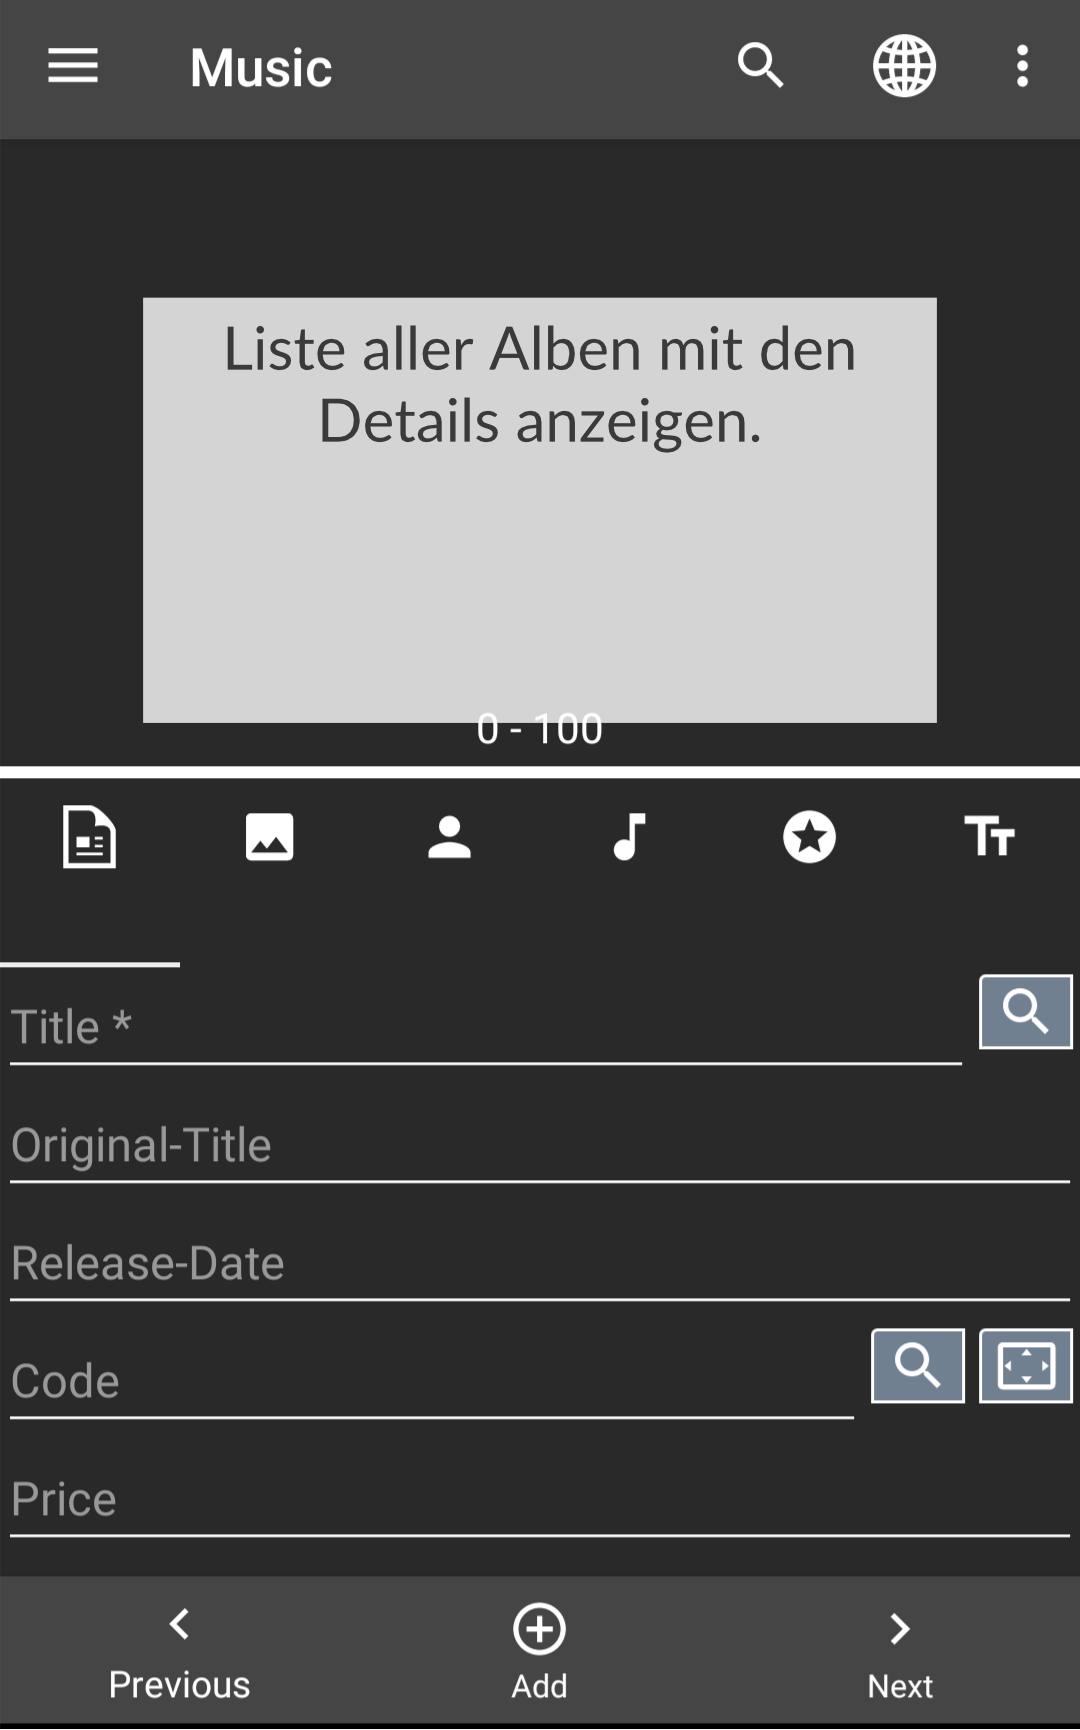 Music
Liste aller Alben mit den
Details anzeigen.
0 - 100
Title *
Original-Title
Release-Date
Code
Price
Previous
Add
Next